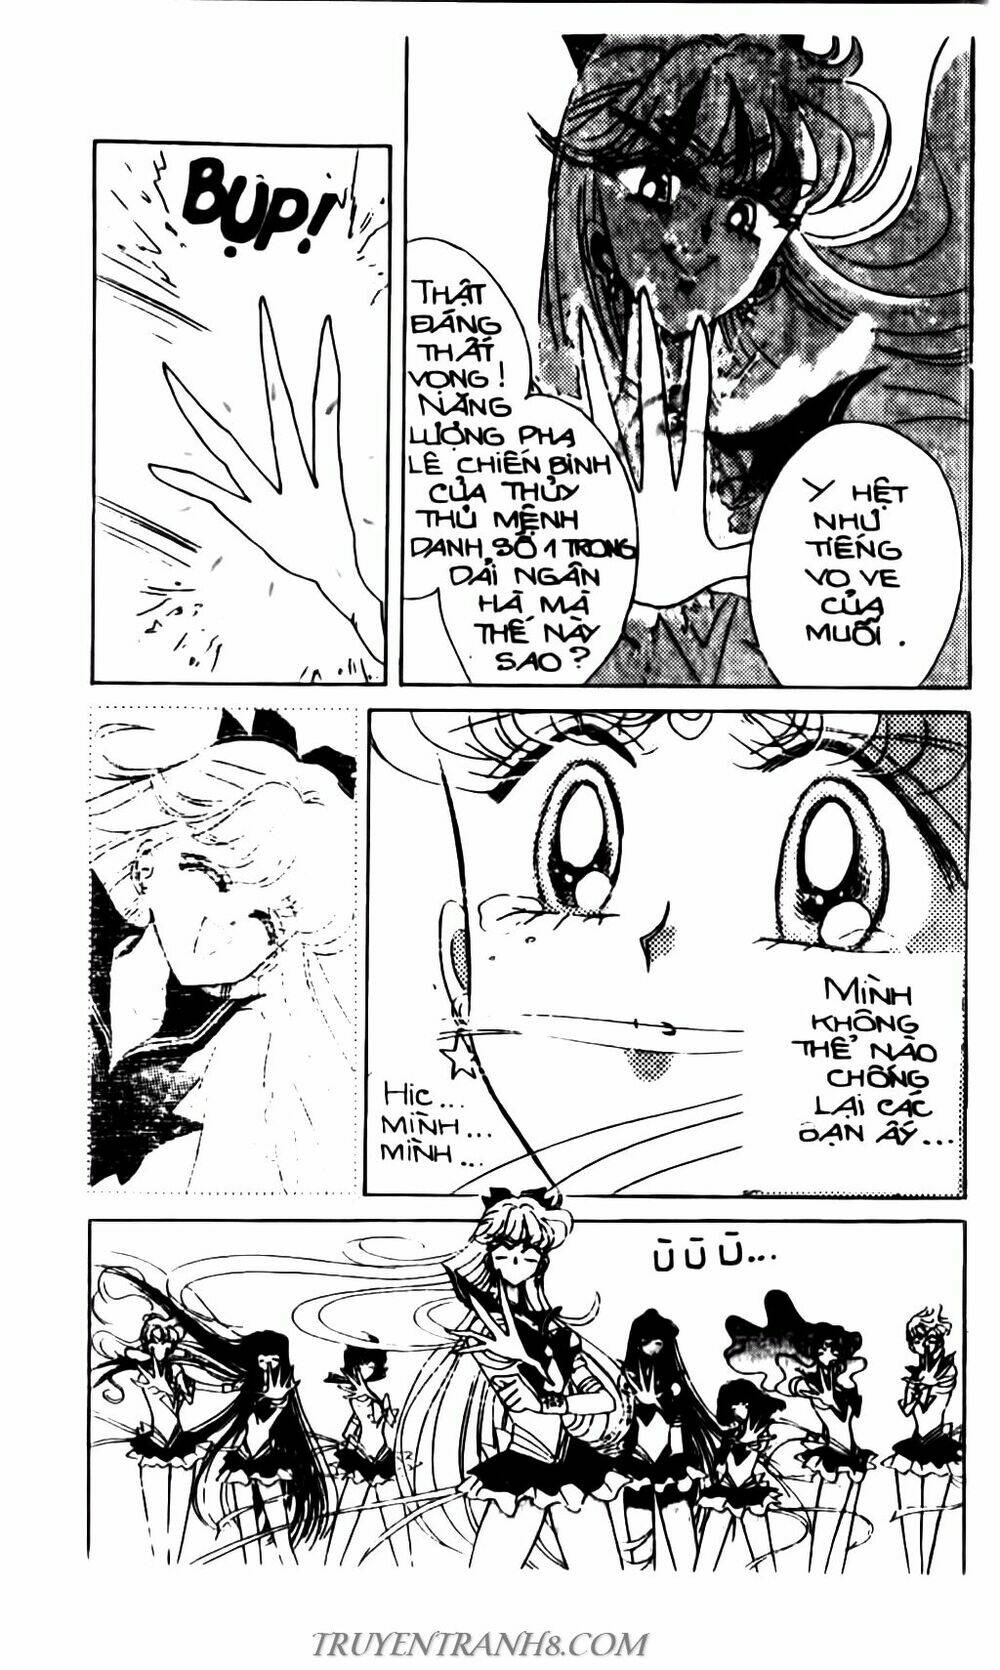 BỤP!
THẬT
ĐÁNG
THẤT
VỌNG!
NĂNG
LƯỢNG PHA
LÊ CHIẾN BINH
CỦA THỦY
THỦ MỆNH
DANH SỐ 1 TRONG
DẢI NGÂN
HÀ MÀ
THẾ NÀY
SAO?
Y HỆT
NHƯ
TIẾNG
VO VE
CỦA
MUỖI.
HIC...
MÌNH...
MÌNH...
MÌNH
KHÔNG
THỂ NÀO
CHỐNG
LẠI CÁC
BẠN ẤY...
Ù Ù Ù...
TRUYENTRANH8.COM